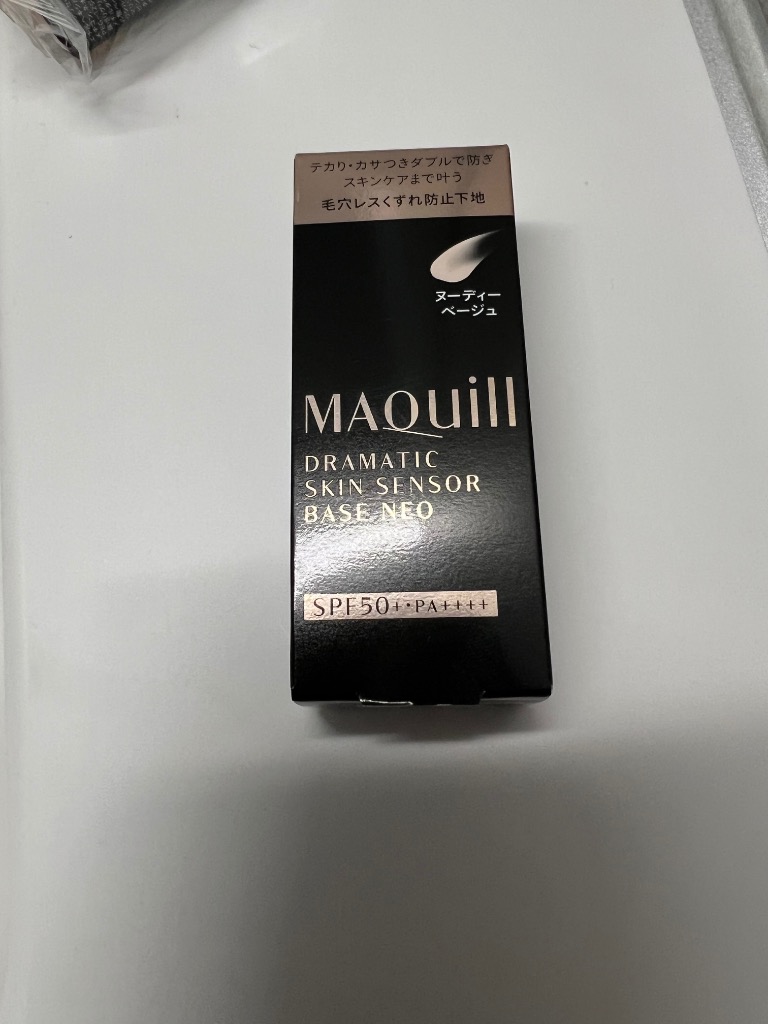 テカり・カサつきダブルで防ぎ
スキンケアまで叶う
毛穴レスくずれ防止下地
ヌーディー
ベージュ
MAQuill
DRAMATIC
SKIN SENSOR
BASE NEO
SPF50+・PA++++